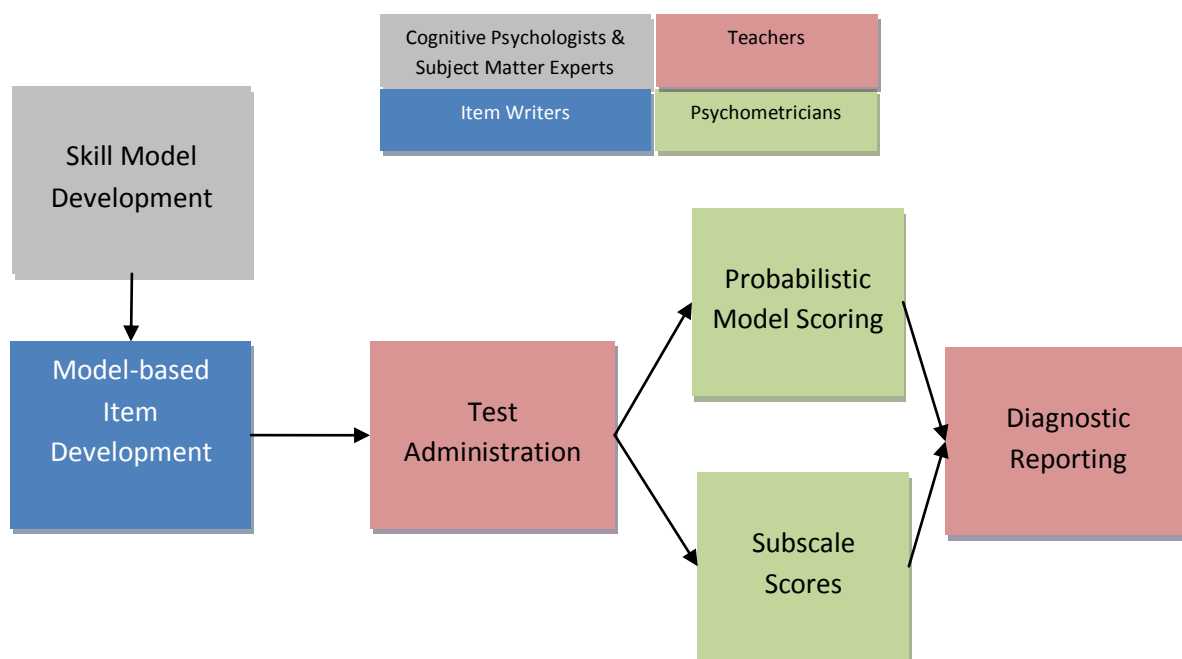 Cognitive Psychologists &
Subject Matter Experts
Teachers
Item Writers
Psychometricians
Skill Model
Development
Model-based
Item
Development
Test
Administration
Probabilistic
Model Scoring
Subscale
Scores
Diagnostic
Reporting